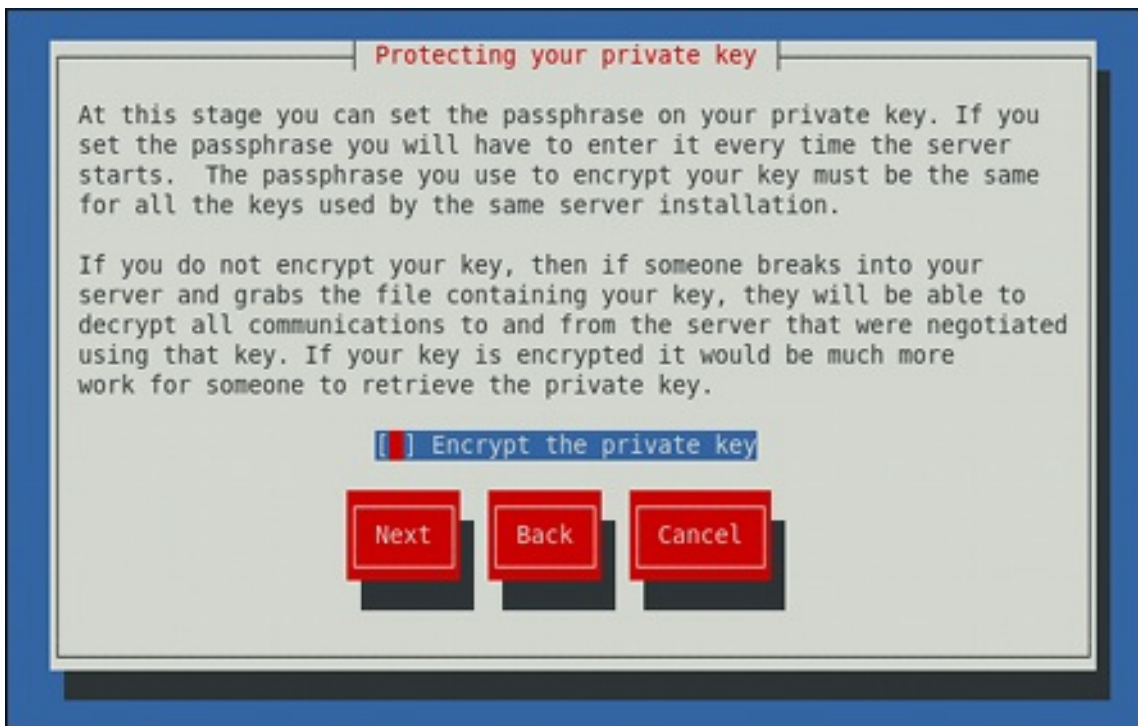 Protecting your private key
At this stage you can set the passphrase on your private key. If you
set the passphrase you will have to enter it every time the server
starts.  The passphrase you use to encrypt your key must be the same
for all the keys used by the same server installation.
If you do not encrypt your key, then if someone breaks into your
server and grabs the file containing your key, they will be able to
decrypt all communications to and from the server that were negotiated
using that key. If your key is encrypted it would be much more
work for someone to retrieve the private key.
[ ] Encrypt the private key
Next Back Cancel